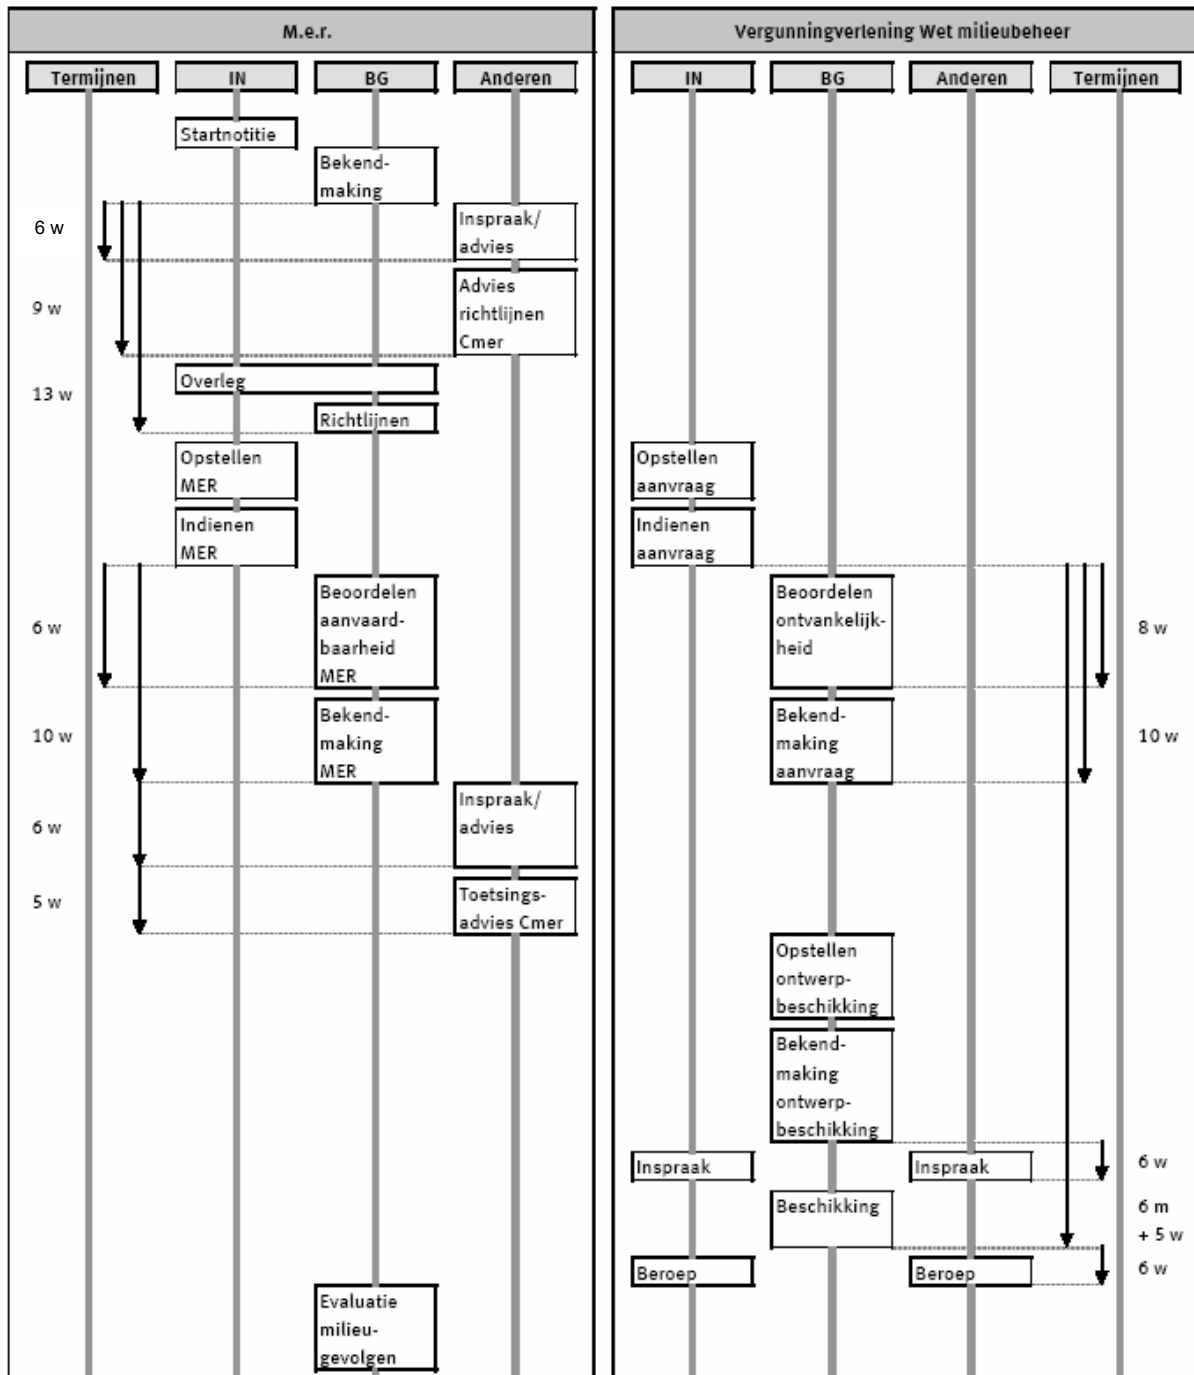 M.e.r.
Termijnen IN BG Anderen
Startnotitie
Bekend-
making
6 w
Inspraak/
advies
9 w
Advies
richtlijnen
Cmer
Overleg
13 w
Richtlijnen
Opstellen
MER
Indienen
MER
6 w
Beoordelen
aanvaard-
baarheid
MER
10 w
Bekend-
making
MER
6 w
Inspraak/
advies
5 w
Toetsings-
advies Cmer
Evaluatie
milieu-
gevolgen
Vergunningverlening Wet milieubeheer
IN BG Anderen Termijnen
Opstellen
aanvraag
Indienen
aanvraag
Beoordelen
ontvankelijk-
heid
8 w
Bekend-
making
aanvraag
10 w
Opstellen
ontwerp-
beschikking
Bekend-
making
ontwerp-
beschikking
Inspraak Inspraak 6 w
Beschikking 6 m
+ 5 w
Beroep Beroep 6 w